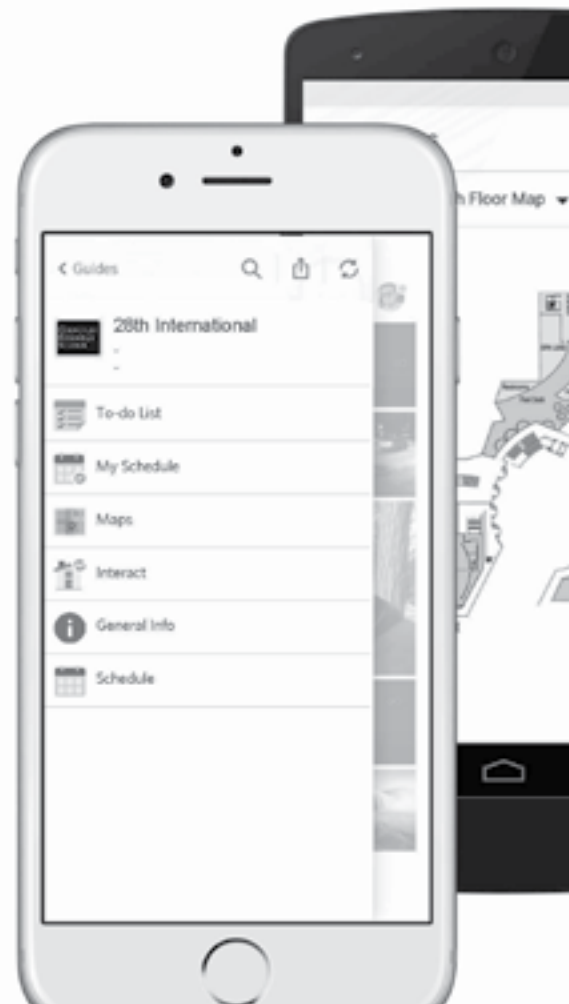 Guides
28th International
-
-
To-do List
My Schedule
Maps
Interact
General Info
Schedule
h Floor Map